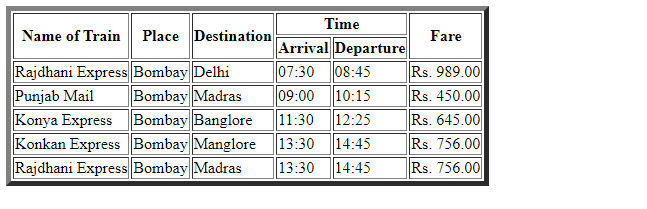 Name of Train Place Destination Time Fare
Arrival Departure
Rajdhani Express Bombay Delhi 07:30 08:45 Rs. 989.00
Punjab Mail Bombay Madras 09:00 10:15 Rs. 450.00
Konya Express Bombay Banglore 11:30 12:25 Rs. 645.00
Konkan Express Bombay Manglore 13:30 14:45 Rs. 756.00
Rajdhani Express Bombay Madras 13:30 14:45 Rs. 756.00